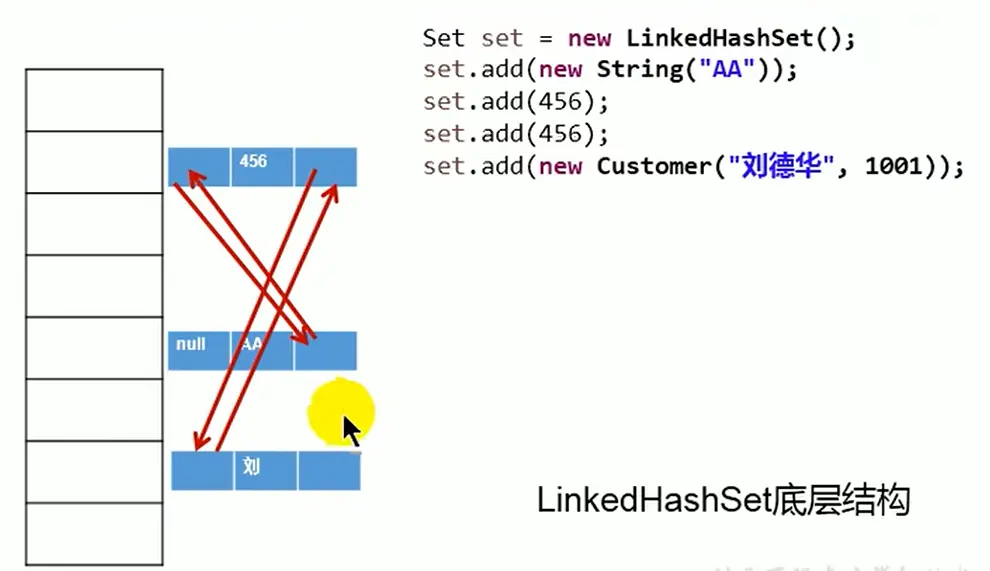 Set set = new LinkedHashSet();
set.add(new String("AA"));
set.add(456);
set.add(456);
set.add(new Customer("刘德华", 1001));
456
null AA
刘
LinkedHashSet底层结构